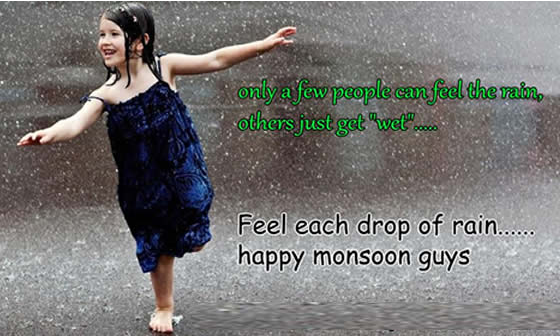 only a few people can feel the rain,
others just get "wet".....
Feel each drop of rain......
happy monsoon guys